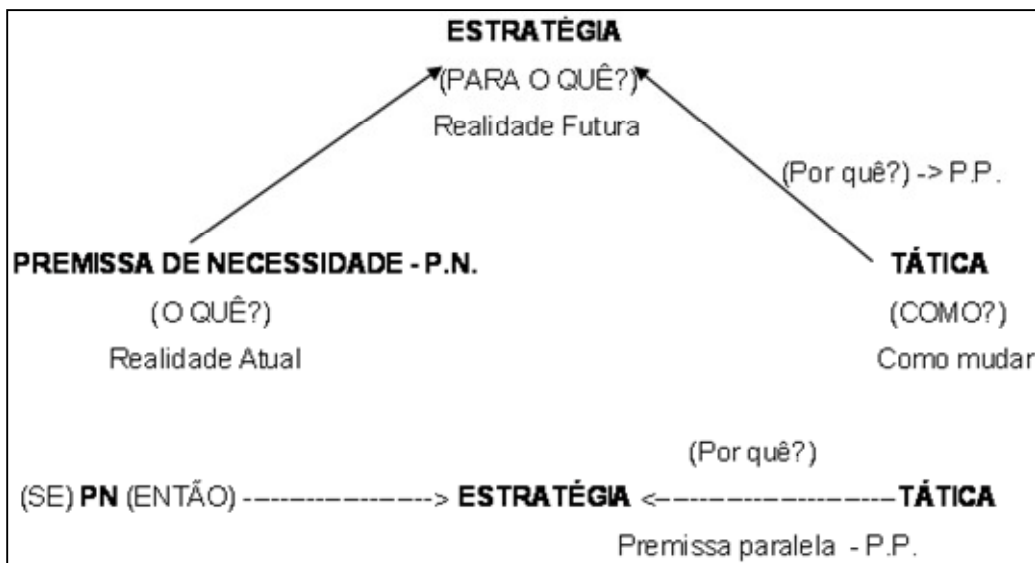 ESTRATÉGIA
(PARA O QUÊ?)
Realidade Futura
(Por quê?) -> P.P.
PREMISSA DE NECESSIDADE - P.N.
TÁTICA
(O QUÊ?)
(COMO?)
Realidade Atual
Como mudar
(Por quê?)
(SE) PN (ENTÃO) --------------------> ESTRATÉGIA <-------------------------TÁTICA
Premissa paralela - P.P.